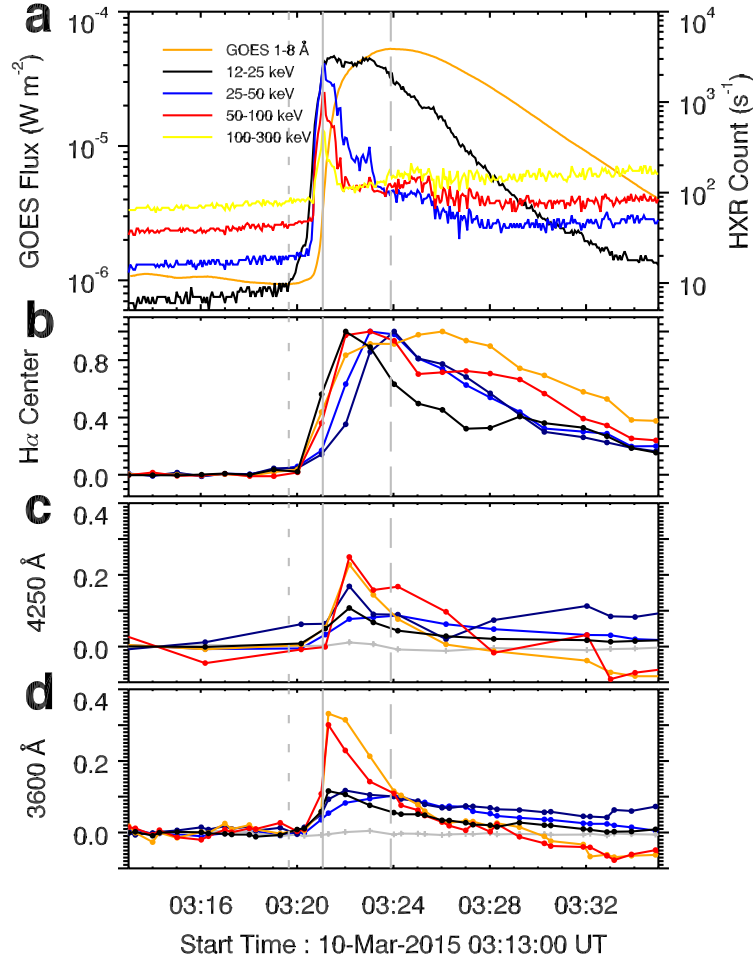 a
10⁻⁴
10⁻⁵
10⁻⁶
GOES Flux (W m⁻²)
GOES 1-8 Å
12-25 keV
25-50 keV
50-100 keV
100-300 keV
10⁴
10³
10²
10
HXR Count (s⁻¹)
b
0.8
0.4
0.0
Hα Center
c
0.4
0.2
0.0
4250 Å
d
0.4
0.2
0.0
3600 Å
03:16 03:20 03:24 03:28 03:32
Start Time : 10-Mar-2015 03:13:00 UT